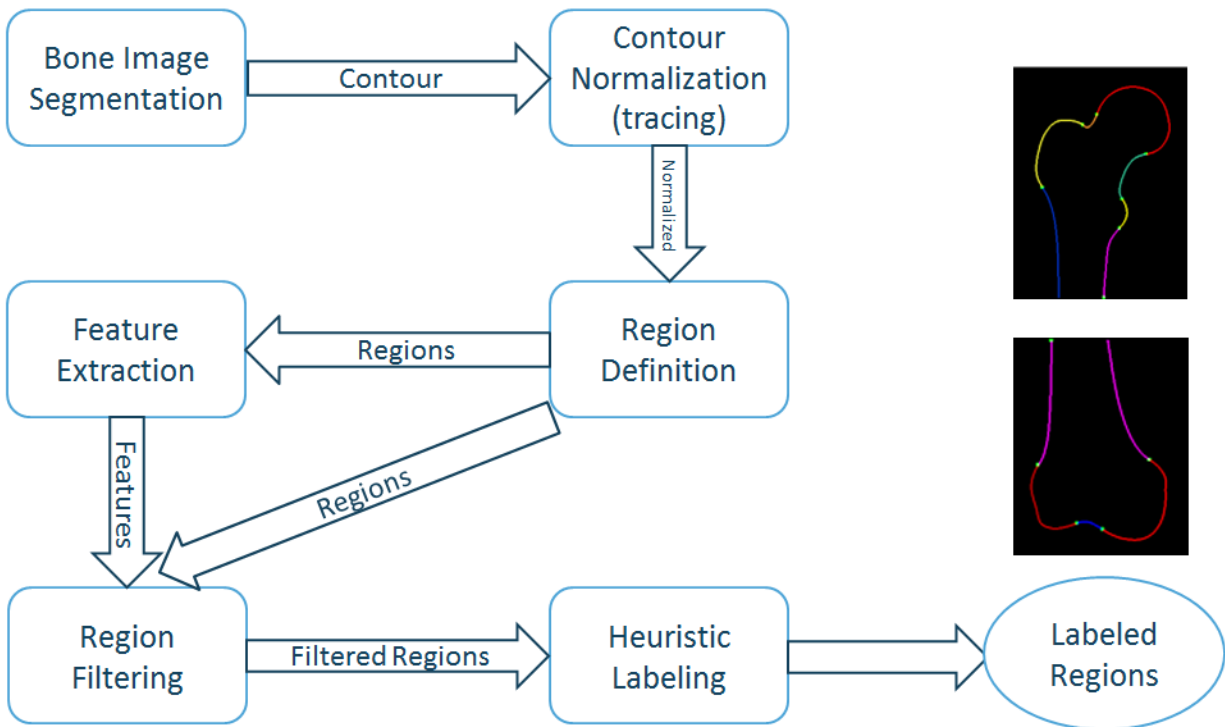 Bone Image
Segmentation
Contour
Contour
Normalization
(tracing)
Normalized
Feature
Extraction
Regions
Region
Definition
Features
Regions
Region
Filtering
Filtered Regions
Heuristic
Labeling
Labeled
Regions